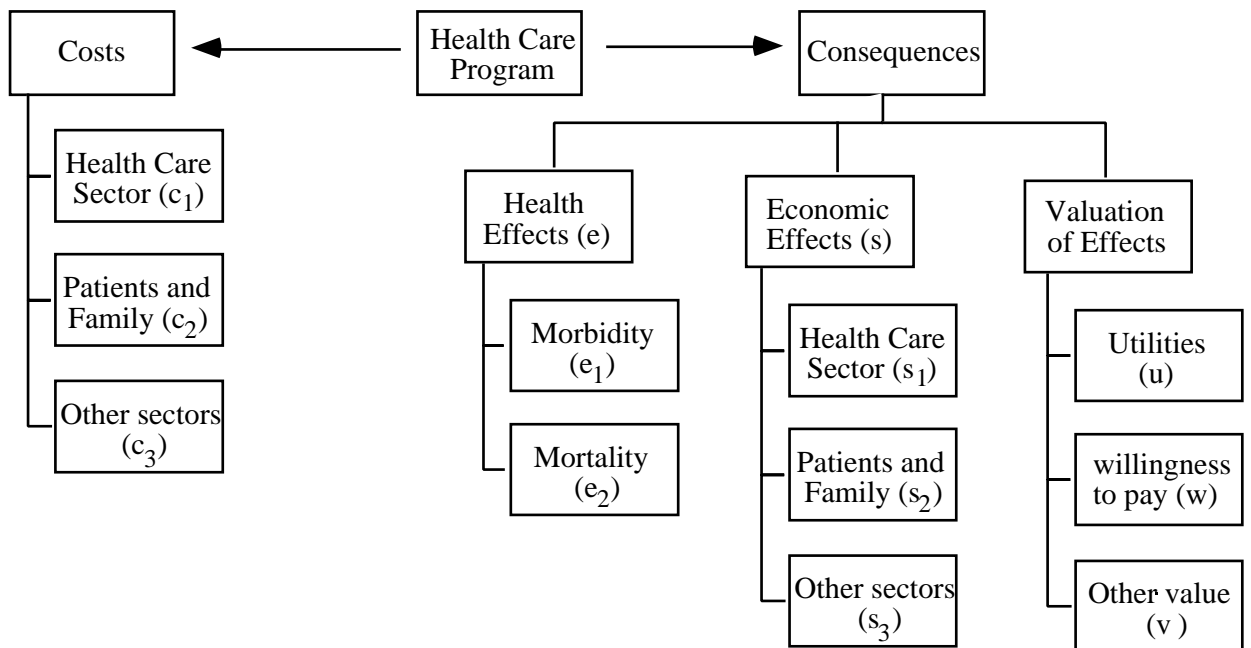 Costs
Health Care
Program
Consequences
Health Care
Sector (c1)
Patients and
Family (c2)
Other sectors
(c3)
Health
Effects (e)
Morbidity
(e1)
Mortality
(e2)
Economic
Effects (s)
Health Care
Sector (s1)
Patients and
Family (s2)
Other sectors
(s3)
Valuation
of Effects
Utilities
(u)
willingness
to pay (w)
Other value
(v )